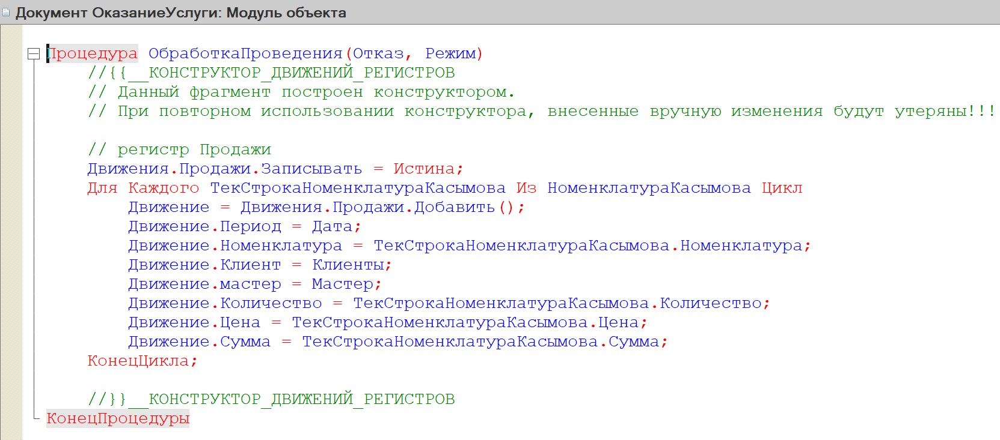 Документ ОказаниеУслуги: Модуль объекта
Процедура ОбработкаПроведения(Отказ, Режим)
//{{__КОНСТРУКТОР_ДВИЖЕНИЙ_РЕГИСТРОВ
// Данный фрагмент построен конструктором.
// При повторном использовании конструктора, внесенные вручную изменения будут утеряны!!!
// регистр Продажи
Движения.Продажи.Записывать = Истина;
Для Каждого ТекСтрокаНоменклатураКасымова Из НоменклатураКасымова Цикл
Движение = Движения.Продажи.Добавить();
Движение.Период = Дата;
Движение.Номенклатура = ТекСтрокаНоменклатураКасымова.Номенклатура;
Движение.Клиент = Клиенты;
Движение.мастер = Мастер;
Движение.Количество = ТекСтрокаНоменклатураКасымова.Количество;
Движение.Цена = ТекСтрокаНоменклатураКасымова.Цена;
Движение.Сумма = ТекСтрокаНоменклатураКасымова.Сумма;
КонецЦикла;
//}}__КОНСТРУКТОР_ДВИЖЕНИЙ_РЕГИСТРОВ
КонецПроцедуры